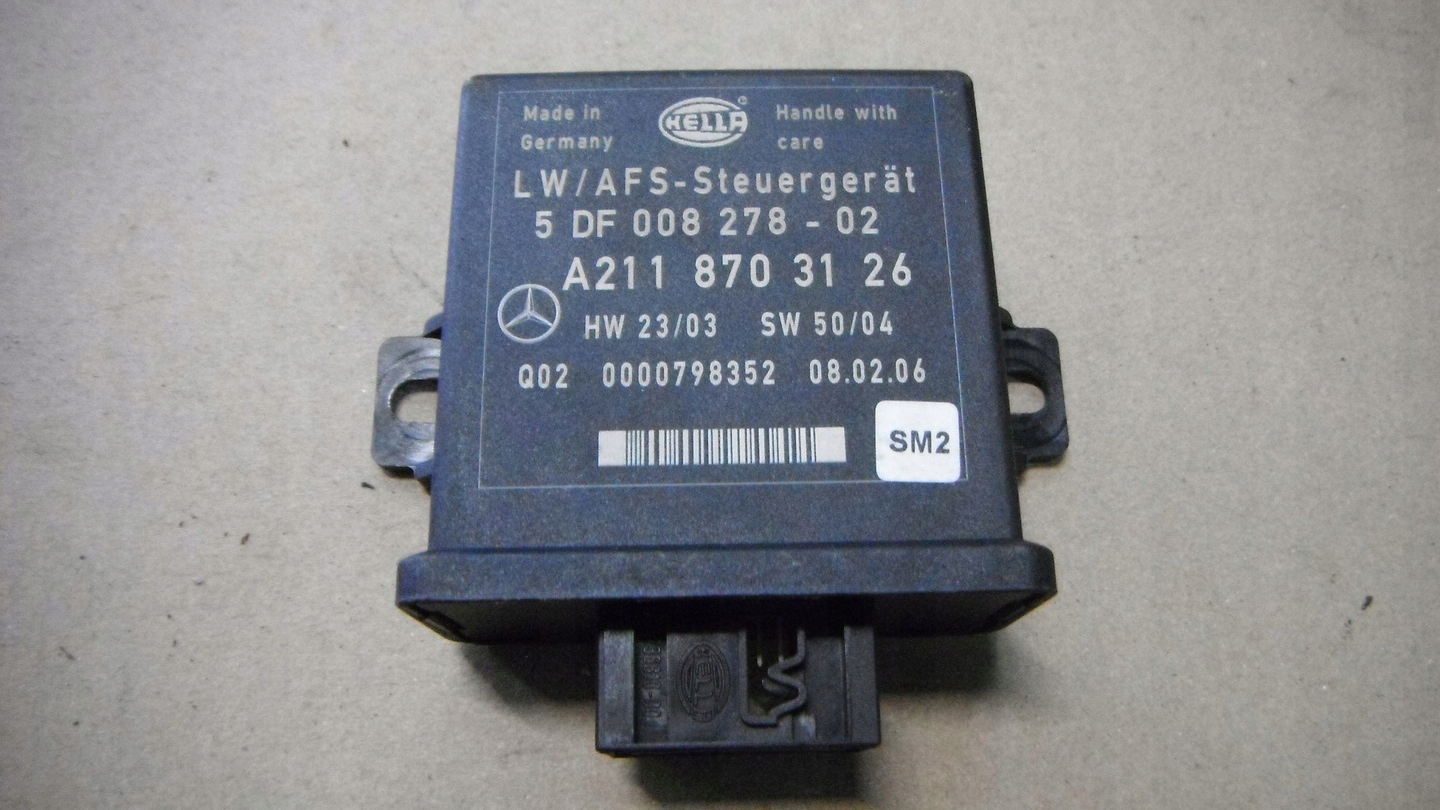 Made in
Germany
HELLA
Handle with
care
LW/AFS-Steuergerät
5 DF 008 278 - 02
A211 870 31 26
HW 23/03 SW 50/04
Q02 0000798352 08.02.06
SM2
HELLA